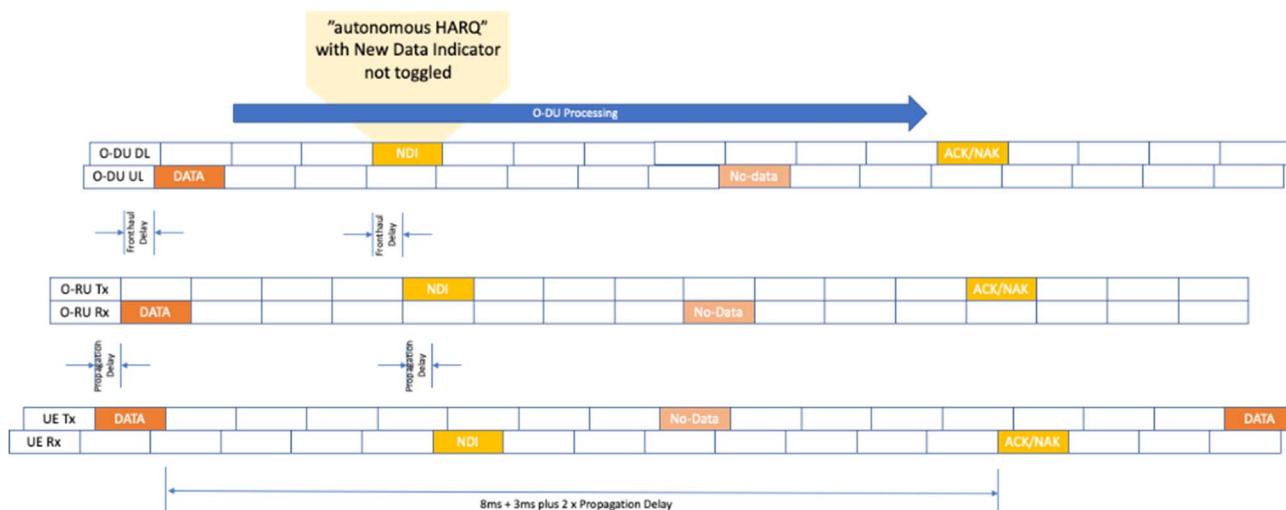 ”autonomous HARQ”
with New Data Indicator
not toggled
O-DU Processing
O-DU DL NDI ACK/NAK
O-DU UL DATA No-data
Fronthaul
Delay
Fronthaul
Delay
O-RU Tx NDI ACK/NAK
O-RU Rx DATA No-Data
Propagation
Delay
Propagation
Delay
UE Tx DATA No-Data DATA
UE Rx NDI ACK/NAK
8ms + 3ms plus 2 x Propagation Delay